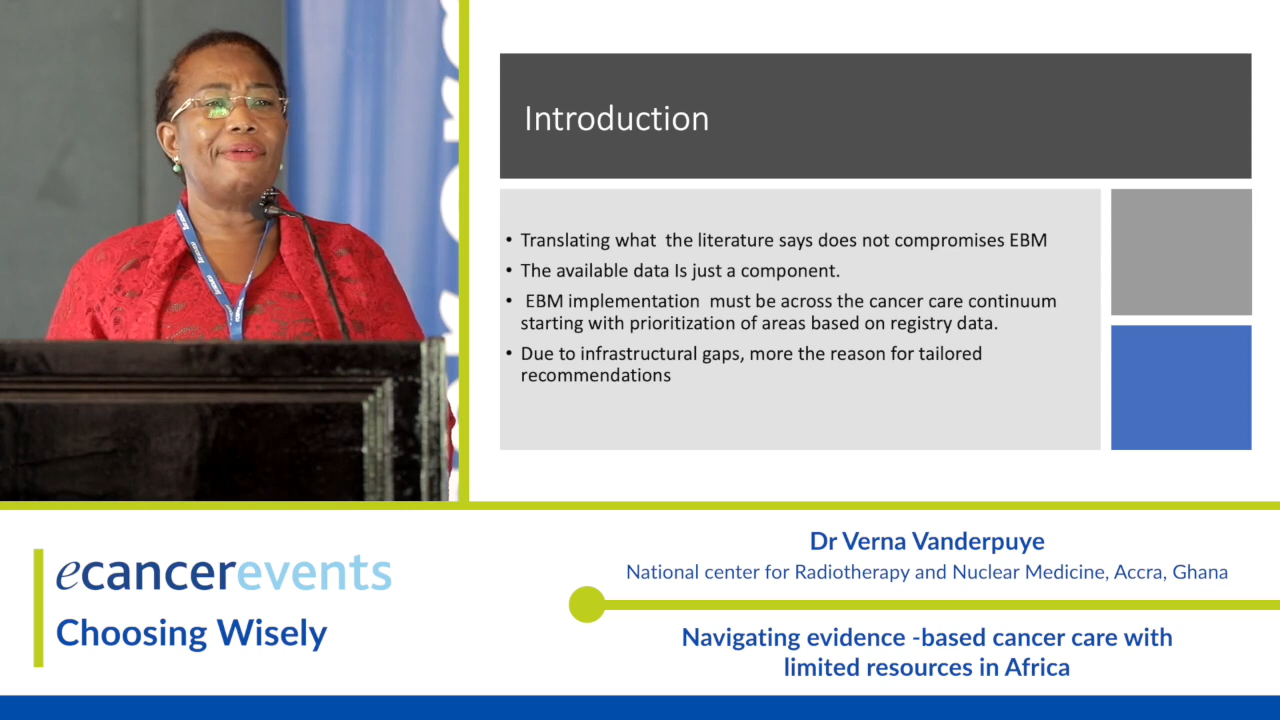 Introduction
• Translating what  the literature says does not compromises EBM
• The available data Is just a component.
•  EBM implementation  must be across the cancer care continuum
starting with prioritization of areas based on registry data.
• Due to infrastructural gaps, more the reason for tailored
recommendations
ecancerevents
Choosing Wisely
Dr Verna Vanderpuye
National center for Radiotherapy and Nuclear Medicine, Accra, Ghana
Navigating evidence -based cancer care with
limited resources in Africa